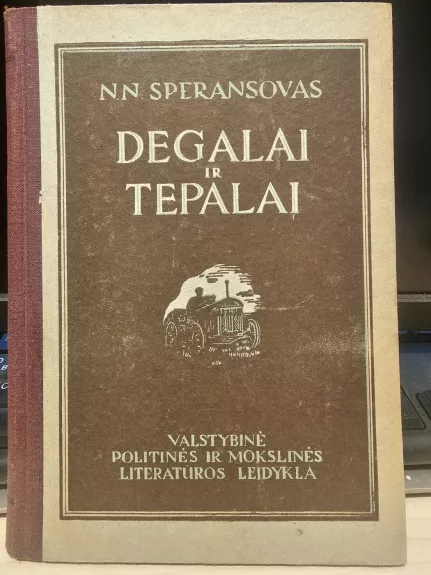 N.N. SPERANSOVAS
DEGALAI
IR
TEPALAI
VALSTYBINĖ
POLITINĖS IR MOKSLINĖS
LITERATŪROS LEIDYKLA